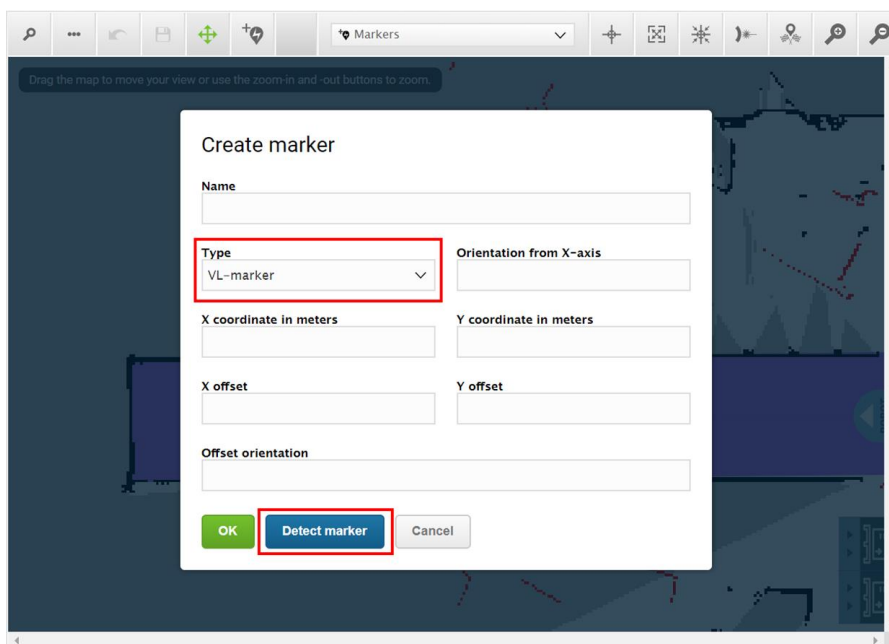 Markers
Drag the map to move your view or use the zoom-in and -out buttons to zoom.
Create marker
Name
Type
Orientation from X-axis
VL-marker
X coordinate in meters
Y coordinate in meters
X offset
Y offset
Offset orientation
OK
Detect marker
Cancel